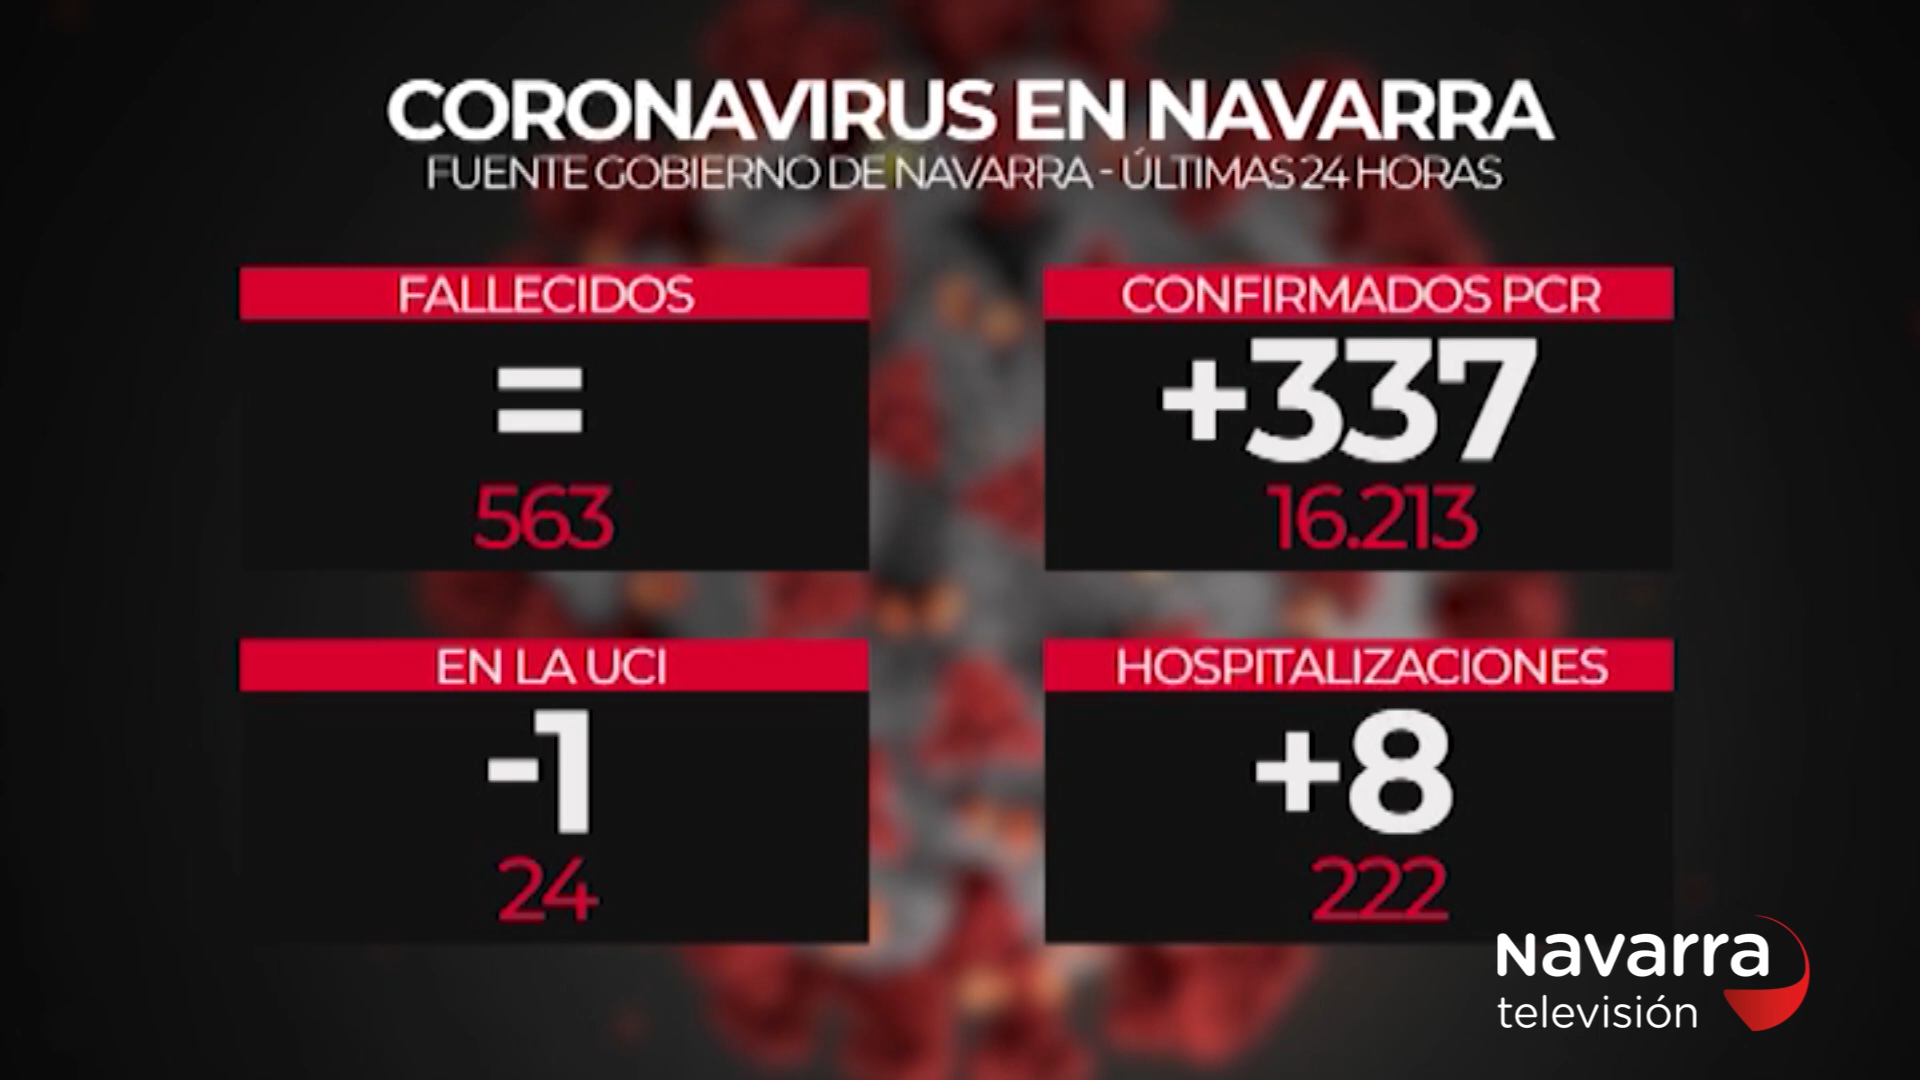 CORONAVIRUS EN NAVARRA
FUENTE GOBIERNO DE NAVARRA - ÚLTIMAS 24 HORAS
FALLECIDOS
=
563
CONFIRMADOS PCR
+337
16.213
EN LA UCI
-1
24
HOSPITALIZACIONES
+8
222
Navarra
televisión